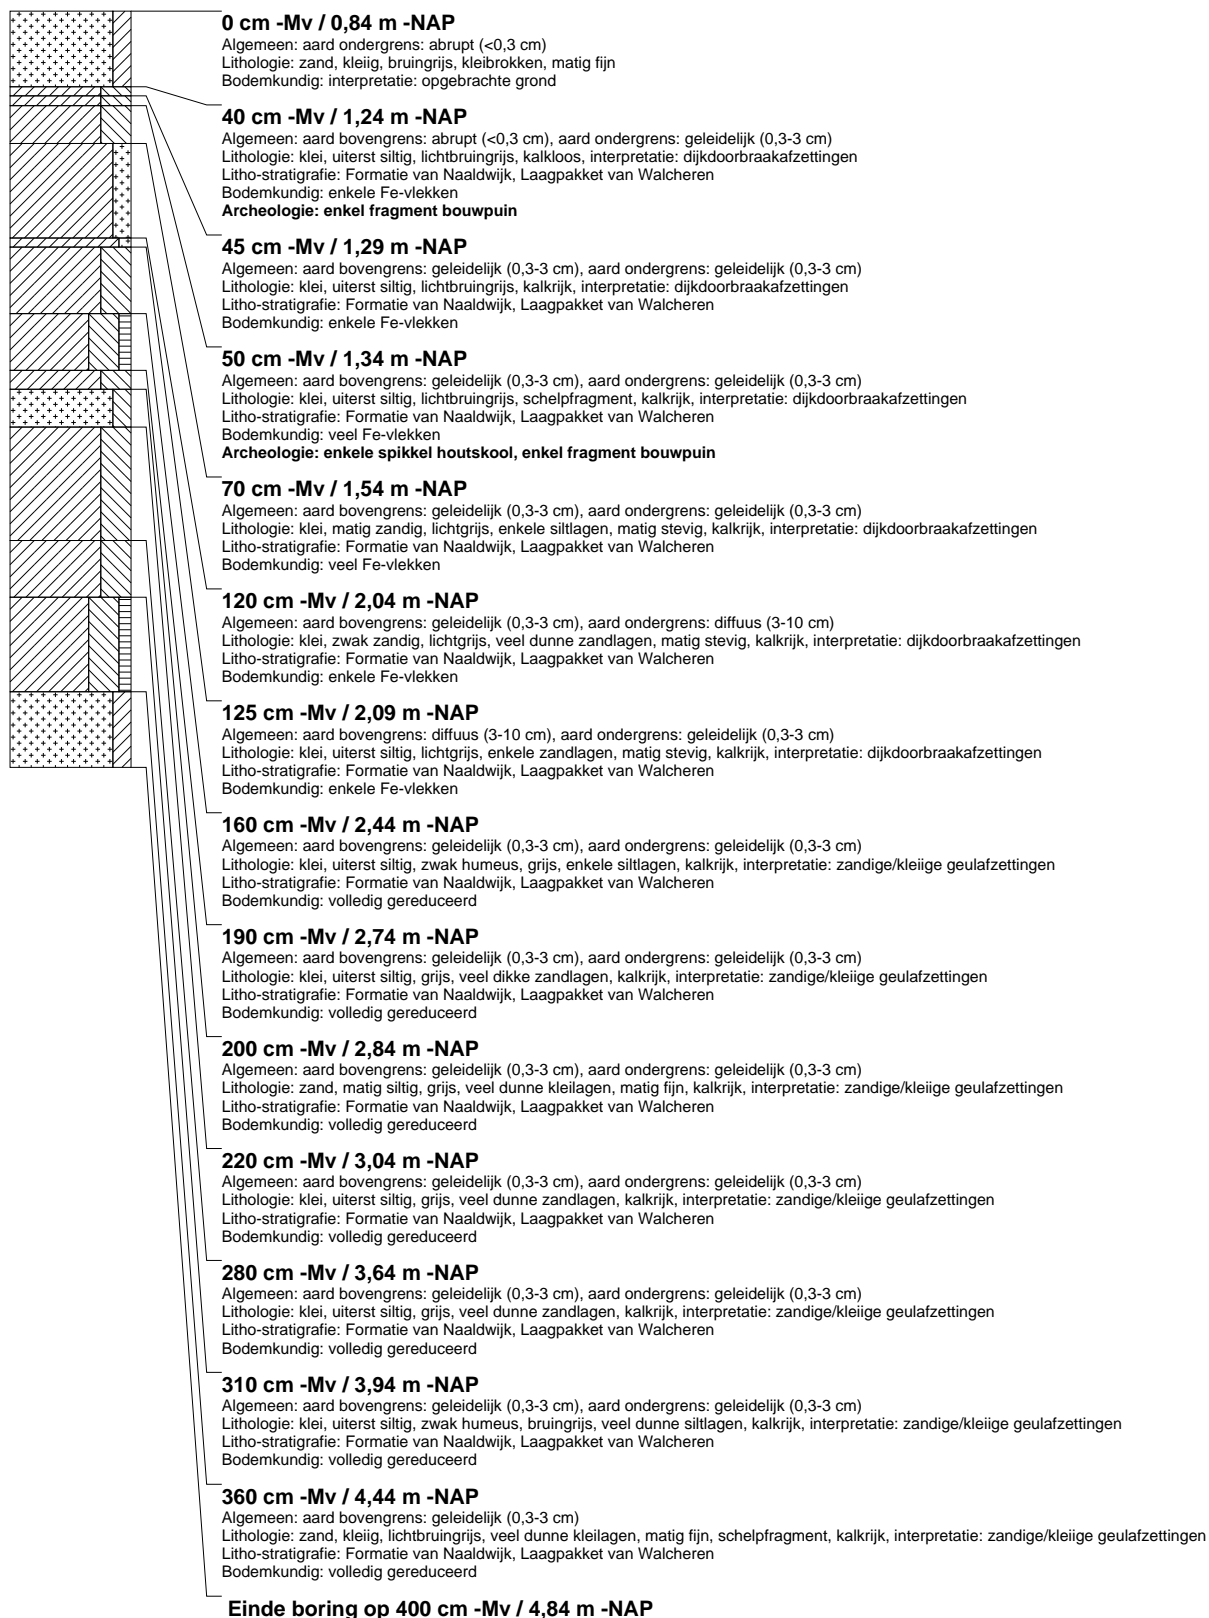 0 cm -Mv / 0,84 m -NAP
Algemeen: aard ondergrens: abrupt (<0,3 cm)
Lithologie: zand, kleiig, bruingrijs, kleibrokken, matig fijn
Bodemkundig: interpretatie: opgebrachte grond
40 cm -Mv / 1,24 m -NAP
Algemeen: aard bovengrens: abrupt (<0,3 cm), aard ondergrens: geleidelijk (0,3-3 cm)
Lithologie: klei, uiterst siltig, lichtbruingrijs, kalkloos, interpretatie: dijkdoorbraakafzettingen
Litho-stratigrafie: Formatie van Naaldwijk, Laagpakket van Walcheren
Bodemkundig: enkele Fe-vlekken
Archeologie: enkel fragment bouwpuin
45 cm -Mv / 1,29 m -NAP
Algemeen: aard bovengrens: geleidelijk (0,3-3 cm), aard ondergrens: geleidelijk (0,3-3 cm)
Lithologie: klei, uiterst siltig, lichtbruingrijs, kalkrijk, interpretatie: dijkdoorbraakafzettingen
Litho-stratigrafie: Formatie van Naaldwijk, Laagpakket van Walcheren
Bodemkundig: enkele Fe-vlekken
50 cm -Mv / 1,34 m -NAP
Algemeen: aard bovengrens: geleidelijk (0,3-3 cm), aard ondergrens: geleidelijk (0,3-3 cm)
Lithologie: klei, uiterst siltig, lichtbruingrijs, schelpfragment, kalkrijk, interpretatie: dijkdoorbraakafzettingen
Litho-stratigrafie: Formatie van Naaldwijk, Laagpakket van Walcheren
Bodemkundig: veel Fe-vlekken
Archeologie: enkele spikkel houtskool, enkel fragment bouwpuin
70 cm -Mv / 1,54 m -NAP
Algemeen: aard bovengrens: geleidelijk (0,3-3 cm), aard ondergrens: geleidelijk (0,3-3 cm)
Lithologie: klei, matig zandig, lichtgrijs, enkele siltlagen, matig stevig, kalkrijk, interpretatie: dijkdoorbraakafzettingen
Litho-stratigrafie: Formatie van Naaldwijk, Laagpakket van Walcheren
Bodemkundig: veel Fe-vlekken
120 cm -Mv / 2,04 m -NAP
Algemeen: aard bovengrens: geleidelijk (0,3-3 cm), aard ondergrens: diffuus (3-10 cm)
Lithologie: klei, zwak zandig, lichtgrijs, veel dunne zandlagen, matig stevig, kalkrijk, interpretatie: dijkdoorbraakafzettingen
Litho-stratigrafie: Formatie van Naaldwijk, Laagpakket van Walcheren
Bodemkundig: enkele Fe-vlekken
125 cm -Mv / 2,09 m -NAP
Algemeen: aard bovengrens: diffuus (3-10 cm), aard ondergrens: geleidelijk (0,3-3 cm)
Lithologie: klei, uiterst siltig, lichtgrijs, enkele zandlagen, matig stevig, kalkrijk, interpretatie: dijkdoorbraakafzettingen
Litho-stratigrafie: Formatie van Naaldwijk, Laagpakket van Walcheren
Bodemkundig: enkele Fe-vlekken
160 cm -Mv / 2,44 m -NAP
Algemeen: aard bovengrens: geleidelijk (0,3-3 cm), aard ondergrens: geleidelijk (0,3-3 cm)
Lithologie: klei, uiterst siltig, zwak humeus, grijs, enkele siltlagen, kalkrijk, interpretatie: zandige/kleiige geulafzettingen
Litho-stratigrafie: Formatie van Naaldwijk, Laagpakket van Walcheren
Bodemkundig: volledig gereduceerd
190 cm -Mv / 2,74 m -NAP
Algemeen: aard bovengrens: geleidelijk (0,3-3 cm), aard ondergrens: geleidelijk (0,3-3 cm)
Lithologie: klei, uiterst siltig, grijs, veel dikke zandlagen, kalkrijk, interpretatie: zandige/kleiige geulafzettingen
Litho-stratigrafie: Formatie van Naaldwijk, Laagpakket van Walcheren
Bodemkundig: volledig gereduceerd
200 cm -Mv / 2,84 m -NAP
Algemeen: aard bovengrens: geleidelijk (0,3-3 cm), aard ondergrens: geleidelijk (0,3-3 cm)
Lithologie: zand, matig siltig, grijs, veel dunne kleilagen, matig fijn, kalkrijk, interpretatie: zandige/kleiige geulafzettingen
Litho-stratigrafie: Formatie van Naaldwijk, Laagpakket van Walcheren
Bodemkundig: volledig gereduceerd
220 cm -Mv / 3,04 m -NAP
Algemeen: aard bovengrens: geleidelijk (0,3-3 cm), aard ondergrens: geleidelijk (0,3-3 cm)
Lithologie: klei, uiterst siltig, grijs, veel dunne zandlagen, kalkrijk, interpretatie: zandige/kleiige geulafzettingen
Litho-stratigrafie: Formatie van Naaldwijk, Laagpakket van Walcheren
Bodemkundig: volledig gereduceerd
280 cm -Mv / 3,64 m -NAP
Algemeen: aard bovengrens: geleidelijk (0,3-3 cm), aard ondergrens: geleidelijk (0,3-3 cm)
Lithologie: klei, uiterst siltig, grijs, veel dunne zandlagen, kalkrijk, interpretatie: zandige/kleiige geulafzettingen
Litho-stratigrafie: Formatie van Naaldwijk, Laagpakket van Walcheren
Bodemkundig: volledig gereduceerd
310 cm -Mv / 3,94 m -NAP
Algemeen: aard bovengrens: geleidelijk (0,3-3 cm), aard ondergrens: geleidelijk (0,3-3 cm)
Lithologie: klei, uiterst siltig, zwak humeus, bruingrijs, veel dunne siltlagen, kalkrijk, interpretatie: zandige/kleiige geulafzettingen
Litho-stratigrafie: Formatie van Naaldwijk, Laagpakket van Walcheren
Bodemkundig: volledig gereduceerd
360 cm -Mv / 4,44 m -NAP
Algemeen: aard bovengrens: geleidelijk (0,3-3 cm)
Lithologie: zand, kleiig, lichtbruingrijs, veel dunne kleilagen, matig fijn, schelpfragment, kalkrijk, interpretatie: zandige/kleiige geulafzettingen
Litho-stratigrafie: Formatie van Naaldwijk, Laagpakket van Walcheren
Bodemkundig: volledig gereduceerd
Einde boring op 400 cm -Mv / 4,84 m -NAP